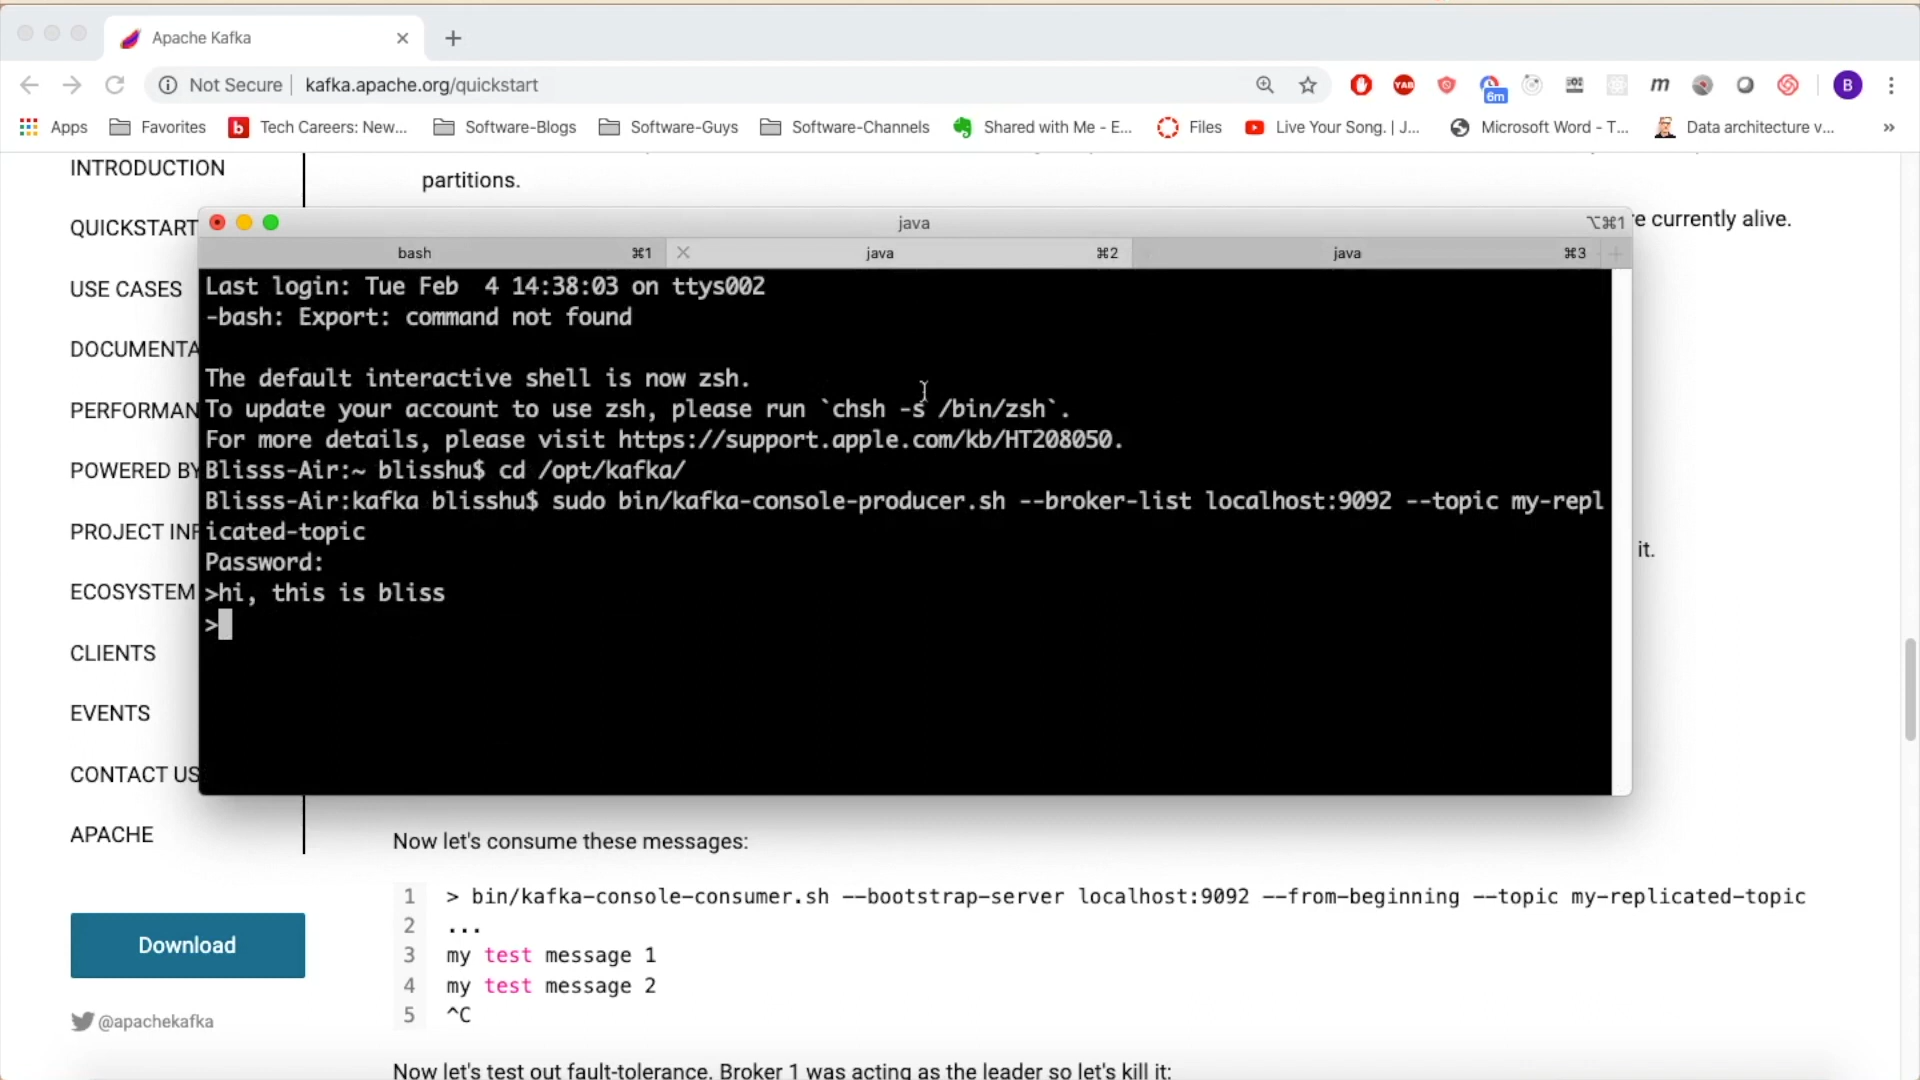 Apache Kafka
Not Secure kafka.apache.org/quickstart
YAB
6m
m
B
Apps Favorites b Tech Careers: New... Software-Blogs Software-Guys Software-Channels Shared with Me - E... Files Live Your Song. | J... Microsoft Word - T... Data architecture v... »
INTRODUCTION
partitions.
QUICKSTART
e currently alive.
java ⌥⌘1
bash ⌘1 java ⌘2 java ⌘3
USE CASES
DOCUMENTA
PERFORMAN
POWERED BY
PROJECT INF
ECOSYSTEM
CLIENTS
EVENTS
CONTACT US
APACHE
Last login: Tue Feb  4 14:38:03 on ttys002
-bash: Export: command not found
The default interactive shell is now zsh.
To update your account to use zsh, please run `chsh -s /bin/zsh`.
For more details, please visit https://support.apple.com/kb/HT208050.
Blisss-Air:~ blisshu$ cd /opt/kafka/
Blisss-Air:kafka blisshu$ sudo bin/kafka-console-producer.sh --broker-list localhost:9092 --topic my-repl
icated-topic
Password:
>hi, this is bliss
>
it.
Now let's consume these messages:
1 > bin/kafka-console-consumer.sh --bootstrap-server localhost:9092 --from-beginning --topic my-replicated-topic
2 ...
3 my test message 1
4 my test message 2
5 ^C
Download
@apachekafka
Now let's test out fault-tolerance. Broker 1 was acting as the leader so let's kill it: